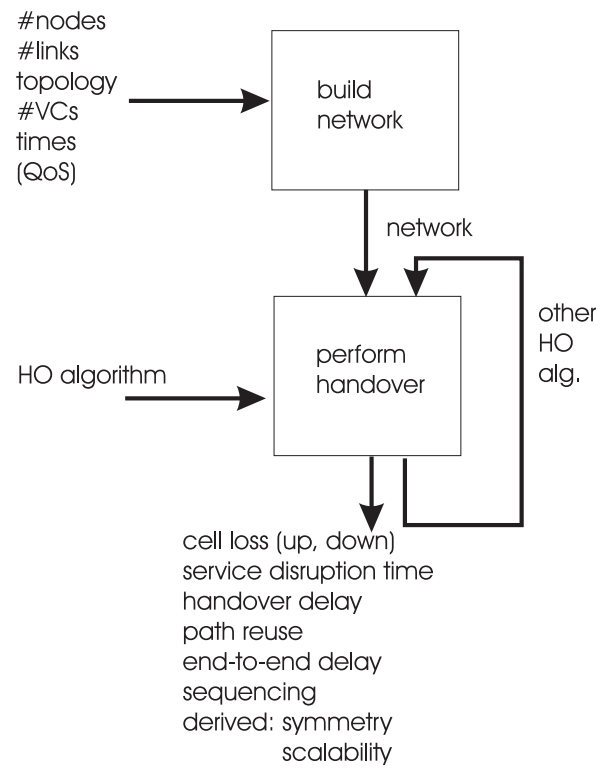 #nodes
#links
topology
#VCs
times
(QoS)
build
network
network
other
HO
alg.
perform
handover
HO algorithm
cell loss (up, down)
service disruption time
handover delay
path reuse
end-to-end delay
sequencing
derived: symmetry
scalability